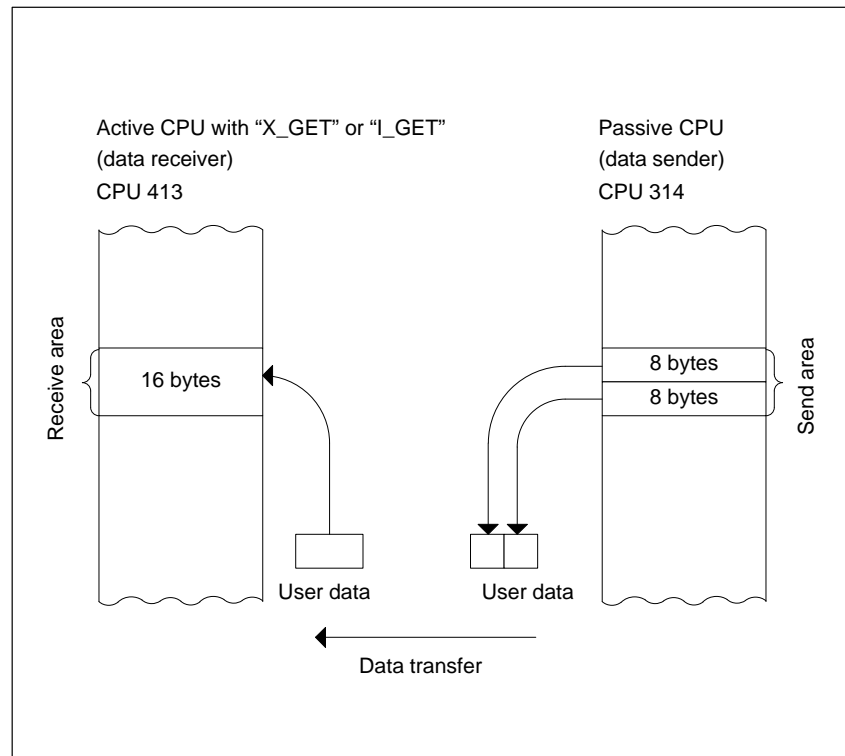 Active CPU with “X_GET” or “I_GET”
(data receiver)
CPU 413
Passive CPU
(data sender)
CPU 314
Receive area
16 bytes
8 bytes
8 bytes
Send area
User data
User data
Data transfer